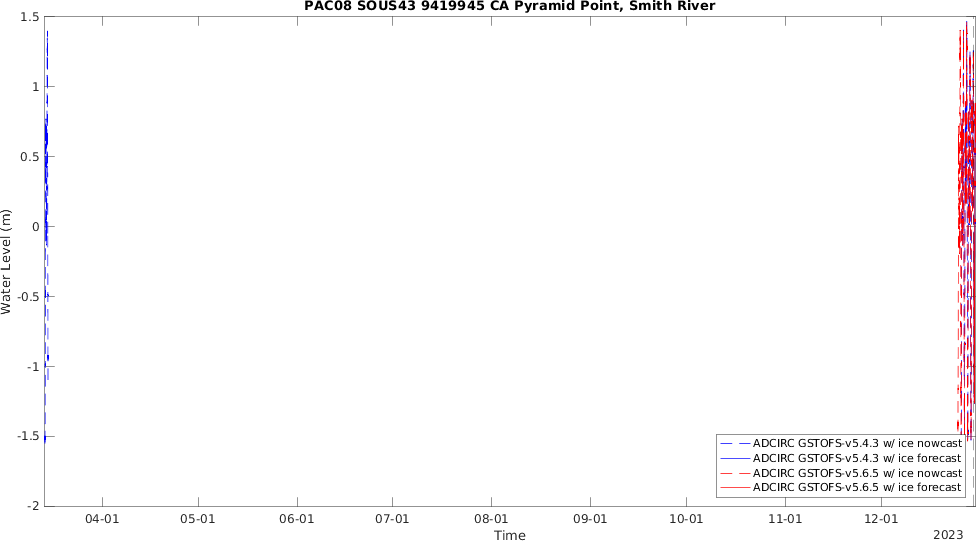 PAC08 SOUS43 9419945 CA Pyramid Point, Smith River
1.5
1
0.5
0
-0.5
-1
-1.5
-2
Water Level (m)
ADCIRC GSTOFS-v5.4.3 w/ ice nowcast
ADCIRC GSTOFS-v5.4.3 w/ ice forecast
ADCIRC GSTOFS-v5.6.5 w/ ice nowcast
ADCIRC GSTOFS-v5.6.5 w/ ice forecast
04-01 05-01 06-01 07-01 08-01 09-01 10-01 11-01 12-01
Time
2023